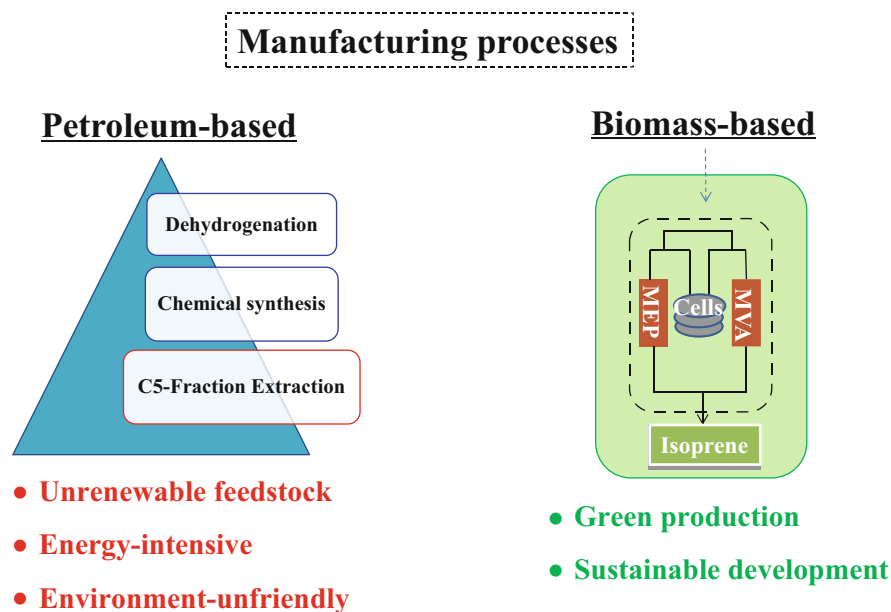 Manufacturing processes
Petroleum-based
Dehydrogenation
Chemical synthesis
C5-Fraction Extraction
● Unrenewable feedstock
● Energy-intensive
● Environment-unfriendly
Biomass-based
MEP
Cells
MVA
Isoprene
● Green production
● Sustainable development